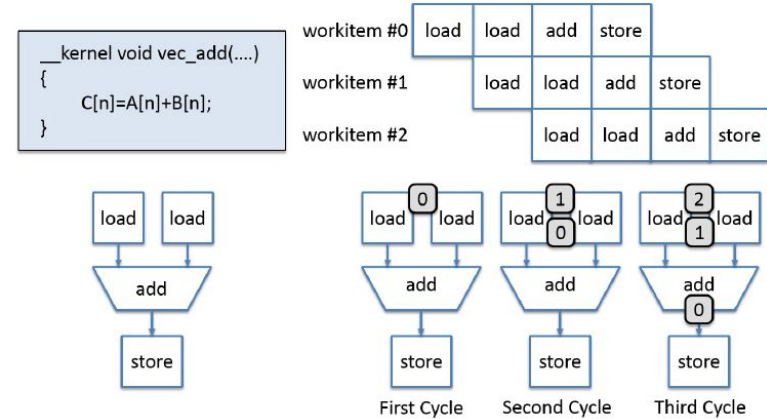 __kernel void vec_add(....)
{
C[n]=A[n]+B[n];
}
workitem #0 load load add store
workitem #1 load load add store
workitem #2 load load add store
load load
add
store
load 0 load
add
store
First Cycle
load 1 load
0
add
store
Second Cycle
load 2 load
1
add
0
store
Third Cycle